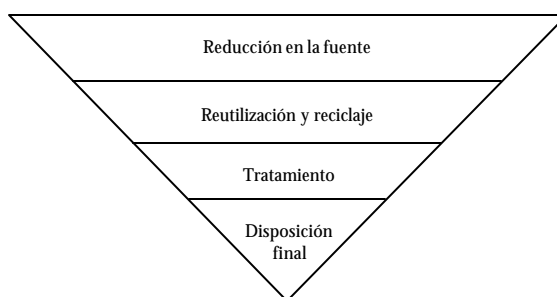 Reducción en la fuente
Reutilización y reciclaje
Tratamiento
Disposición
final